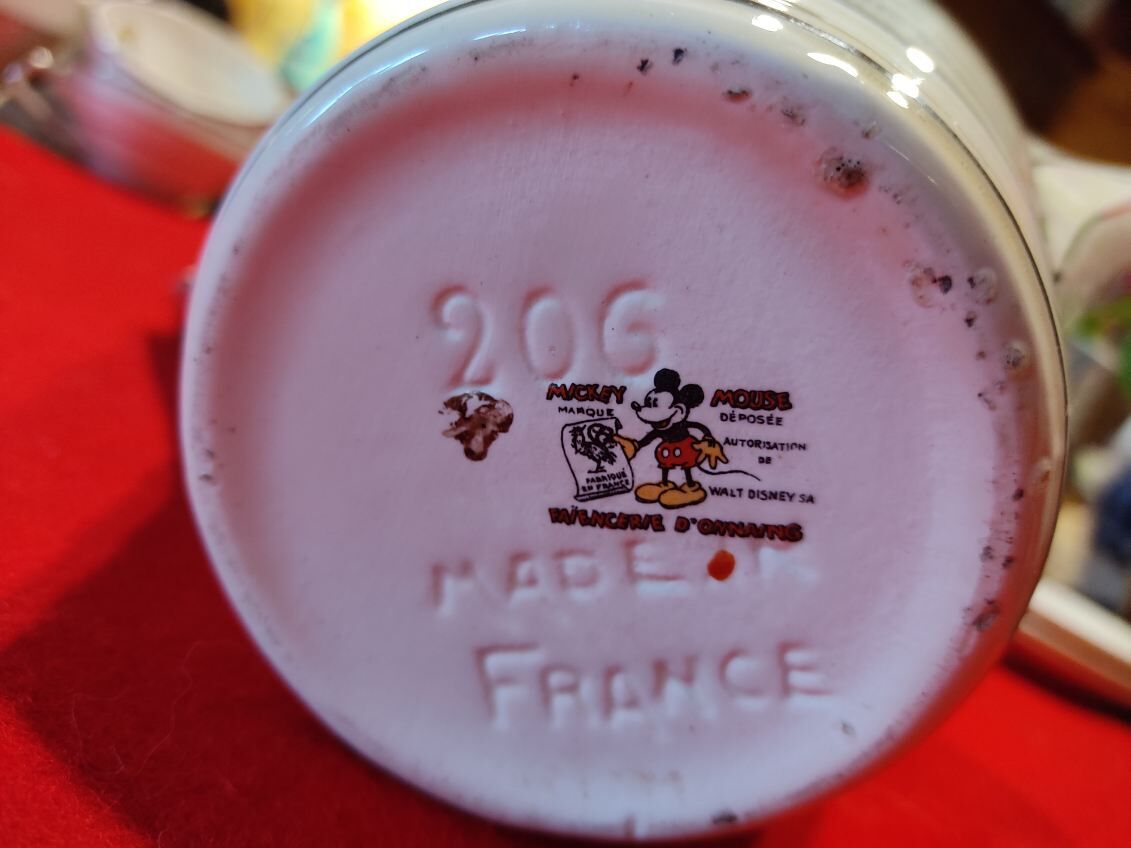 206
MICKEY MOUSE
MARQUE DÉPOSÉE
AUTORISATION
DE
WALT DISNEY SA
FABRIQUÉ
EN FRANCE
FAÏENCERIE D'ONNAING
MADE IN
FRANCE